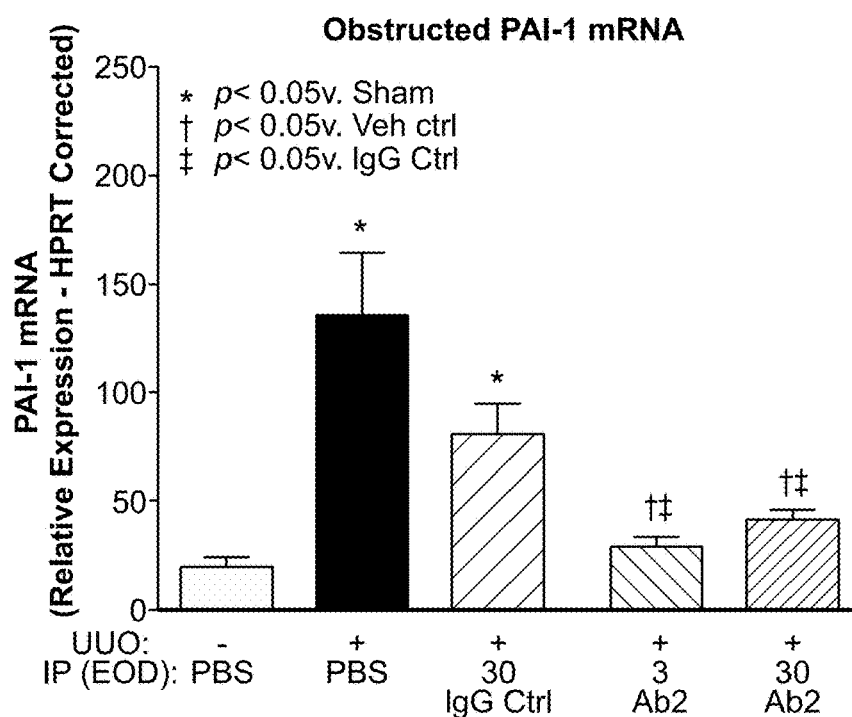 Obstructed PAI-1 mRNA
PAI-1 mRNA
(Relative Expression - HPRT Corrected)
250
200
150
100
50
0
* p< 0.05v. Sham
† p< 0.05v. Veh ctrl
‡ p< 0.05v. IgG Ctrl
*
*
†‡
†‡
UUO: - + + + +
IP (EOD): PBS PBS 30 3 30
IgG Ctrl Ab2 Ab2